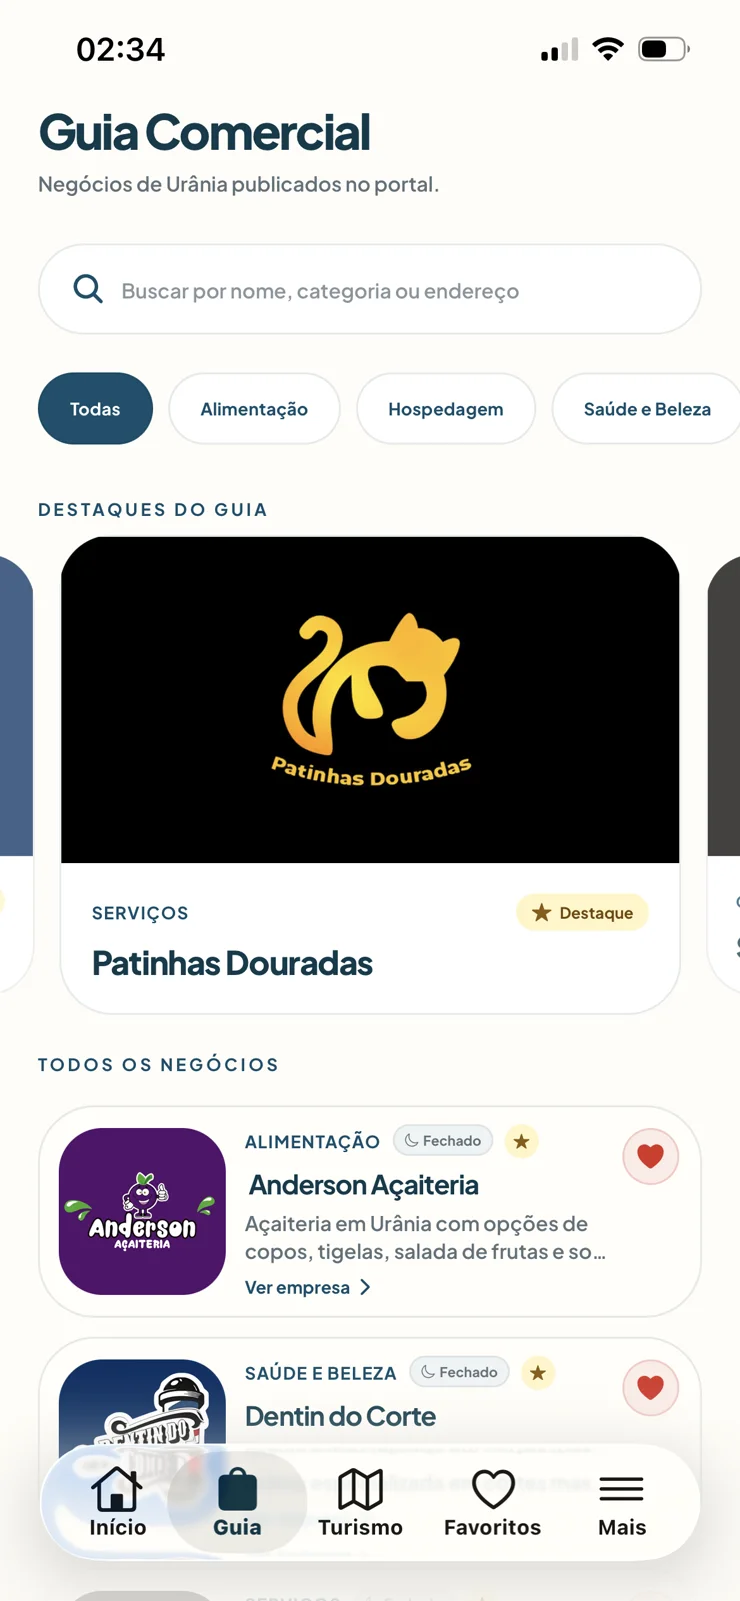 02:34
Guia Comercial
Negócios de Urânia publicados no portal.
Buscar por nome, categoria ou endereço
Todas
Alimentação
Hospedagem
Saúde e Beleza
DESTAQUES DO GUIA
Patinhas Douradas
SERVIÇOS
Destaque
Patinhas Douradas
TODOS OS NEGÓCIOS
ALIMENTAÇÃO
Fechado
Anderson
AÇAITERIA
Anderson Açaiteria
Açaiteria em Urânia com opções de
copos, tigelas, salada de frutas e so...
Ver empresa
SAÚDE E BELEZA
Fechado
DENTIN DO
Dentin do Corte
Início
Guia
Turismo
Favoritos
Mais